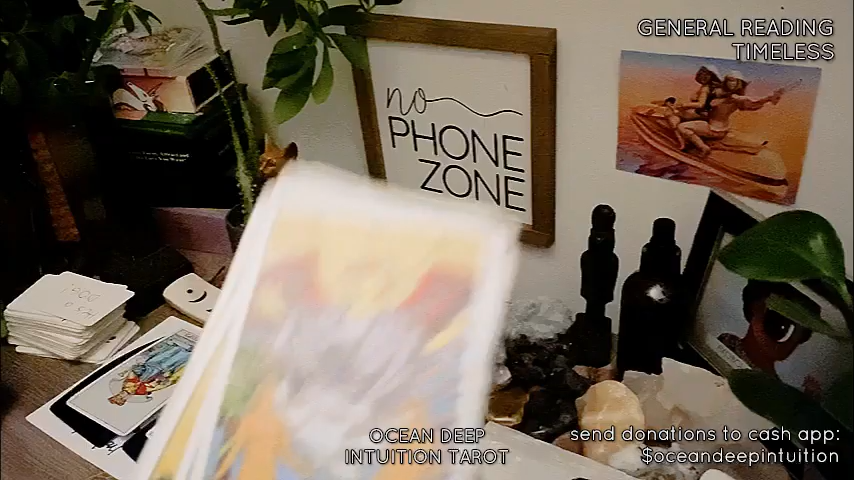 GENERAL READING
TIMELESS
no
PHONE
ZONE
OCEAN DEEP
INTUITION TAROT
send donations to cash app:
$oceandeepintuition